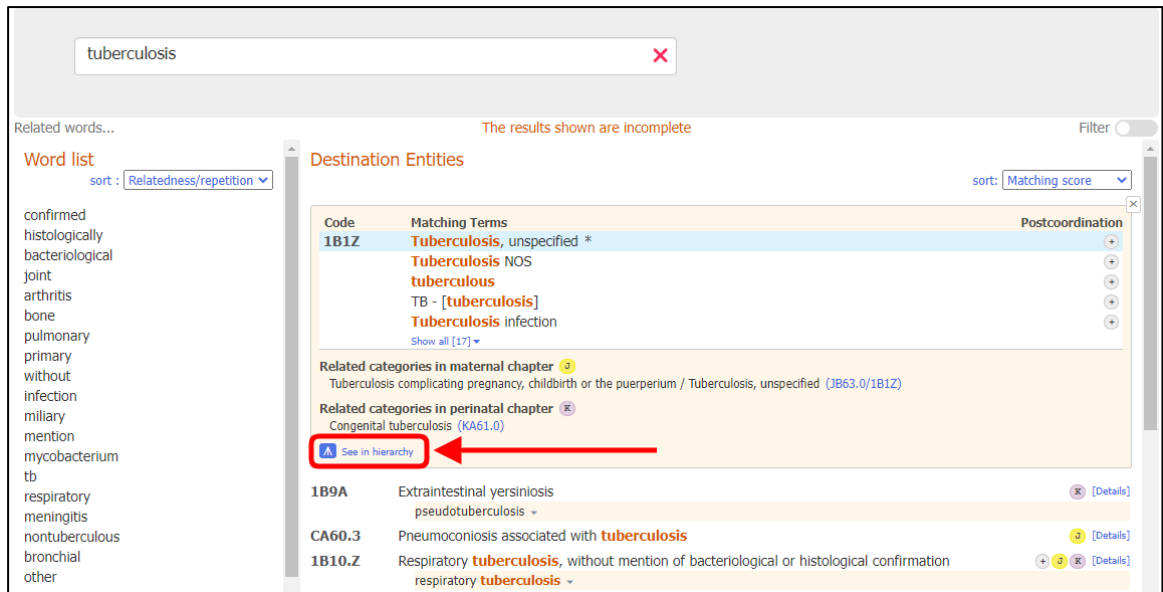 tuberculosis
Related words...
The results shown are incomplete
Filter
Word list
sort : Relatedness/repetition
confirmed
histologically
bacteriological
joint
arthritis
bone
pulmonary
primary
without
infection
miliary
mention
mycobacterium
tb
respiratory
meningitis
nontuberculous
bronchial
other
Destination Entities
sort: Matching score
Code Matching Terms Postcoordination
1B1Z Tuberculosis, unspecified *
Tuberculosis NOS
tuberculous
TB - [tuberculosis]
Tuberculosis infection
Show all [17]
Related categories in maternal chapter J
Tuberculosis complicating pregnancy, childbirth or the puerperium / Tuberculosis, unspecified (JB63.0/1B1Z)
Related categories in perinatal chapter K
Congenital tuberculosis (KA61.0)
See in hierarchy
1B9A Extraintestinal yersiniosis K [Details]
pseudotuberculosis
CA60.3 Pneumoconiosis associated with tuberculosis J [Details]
1B10.Z Respiratory tuberculosis, without mention of bacteriological or histological confirmation + J K [Details]
respiratory tuberculosis